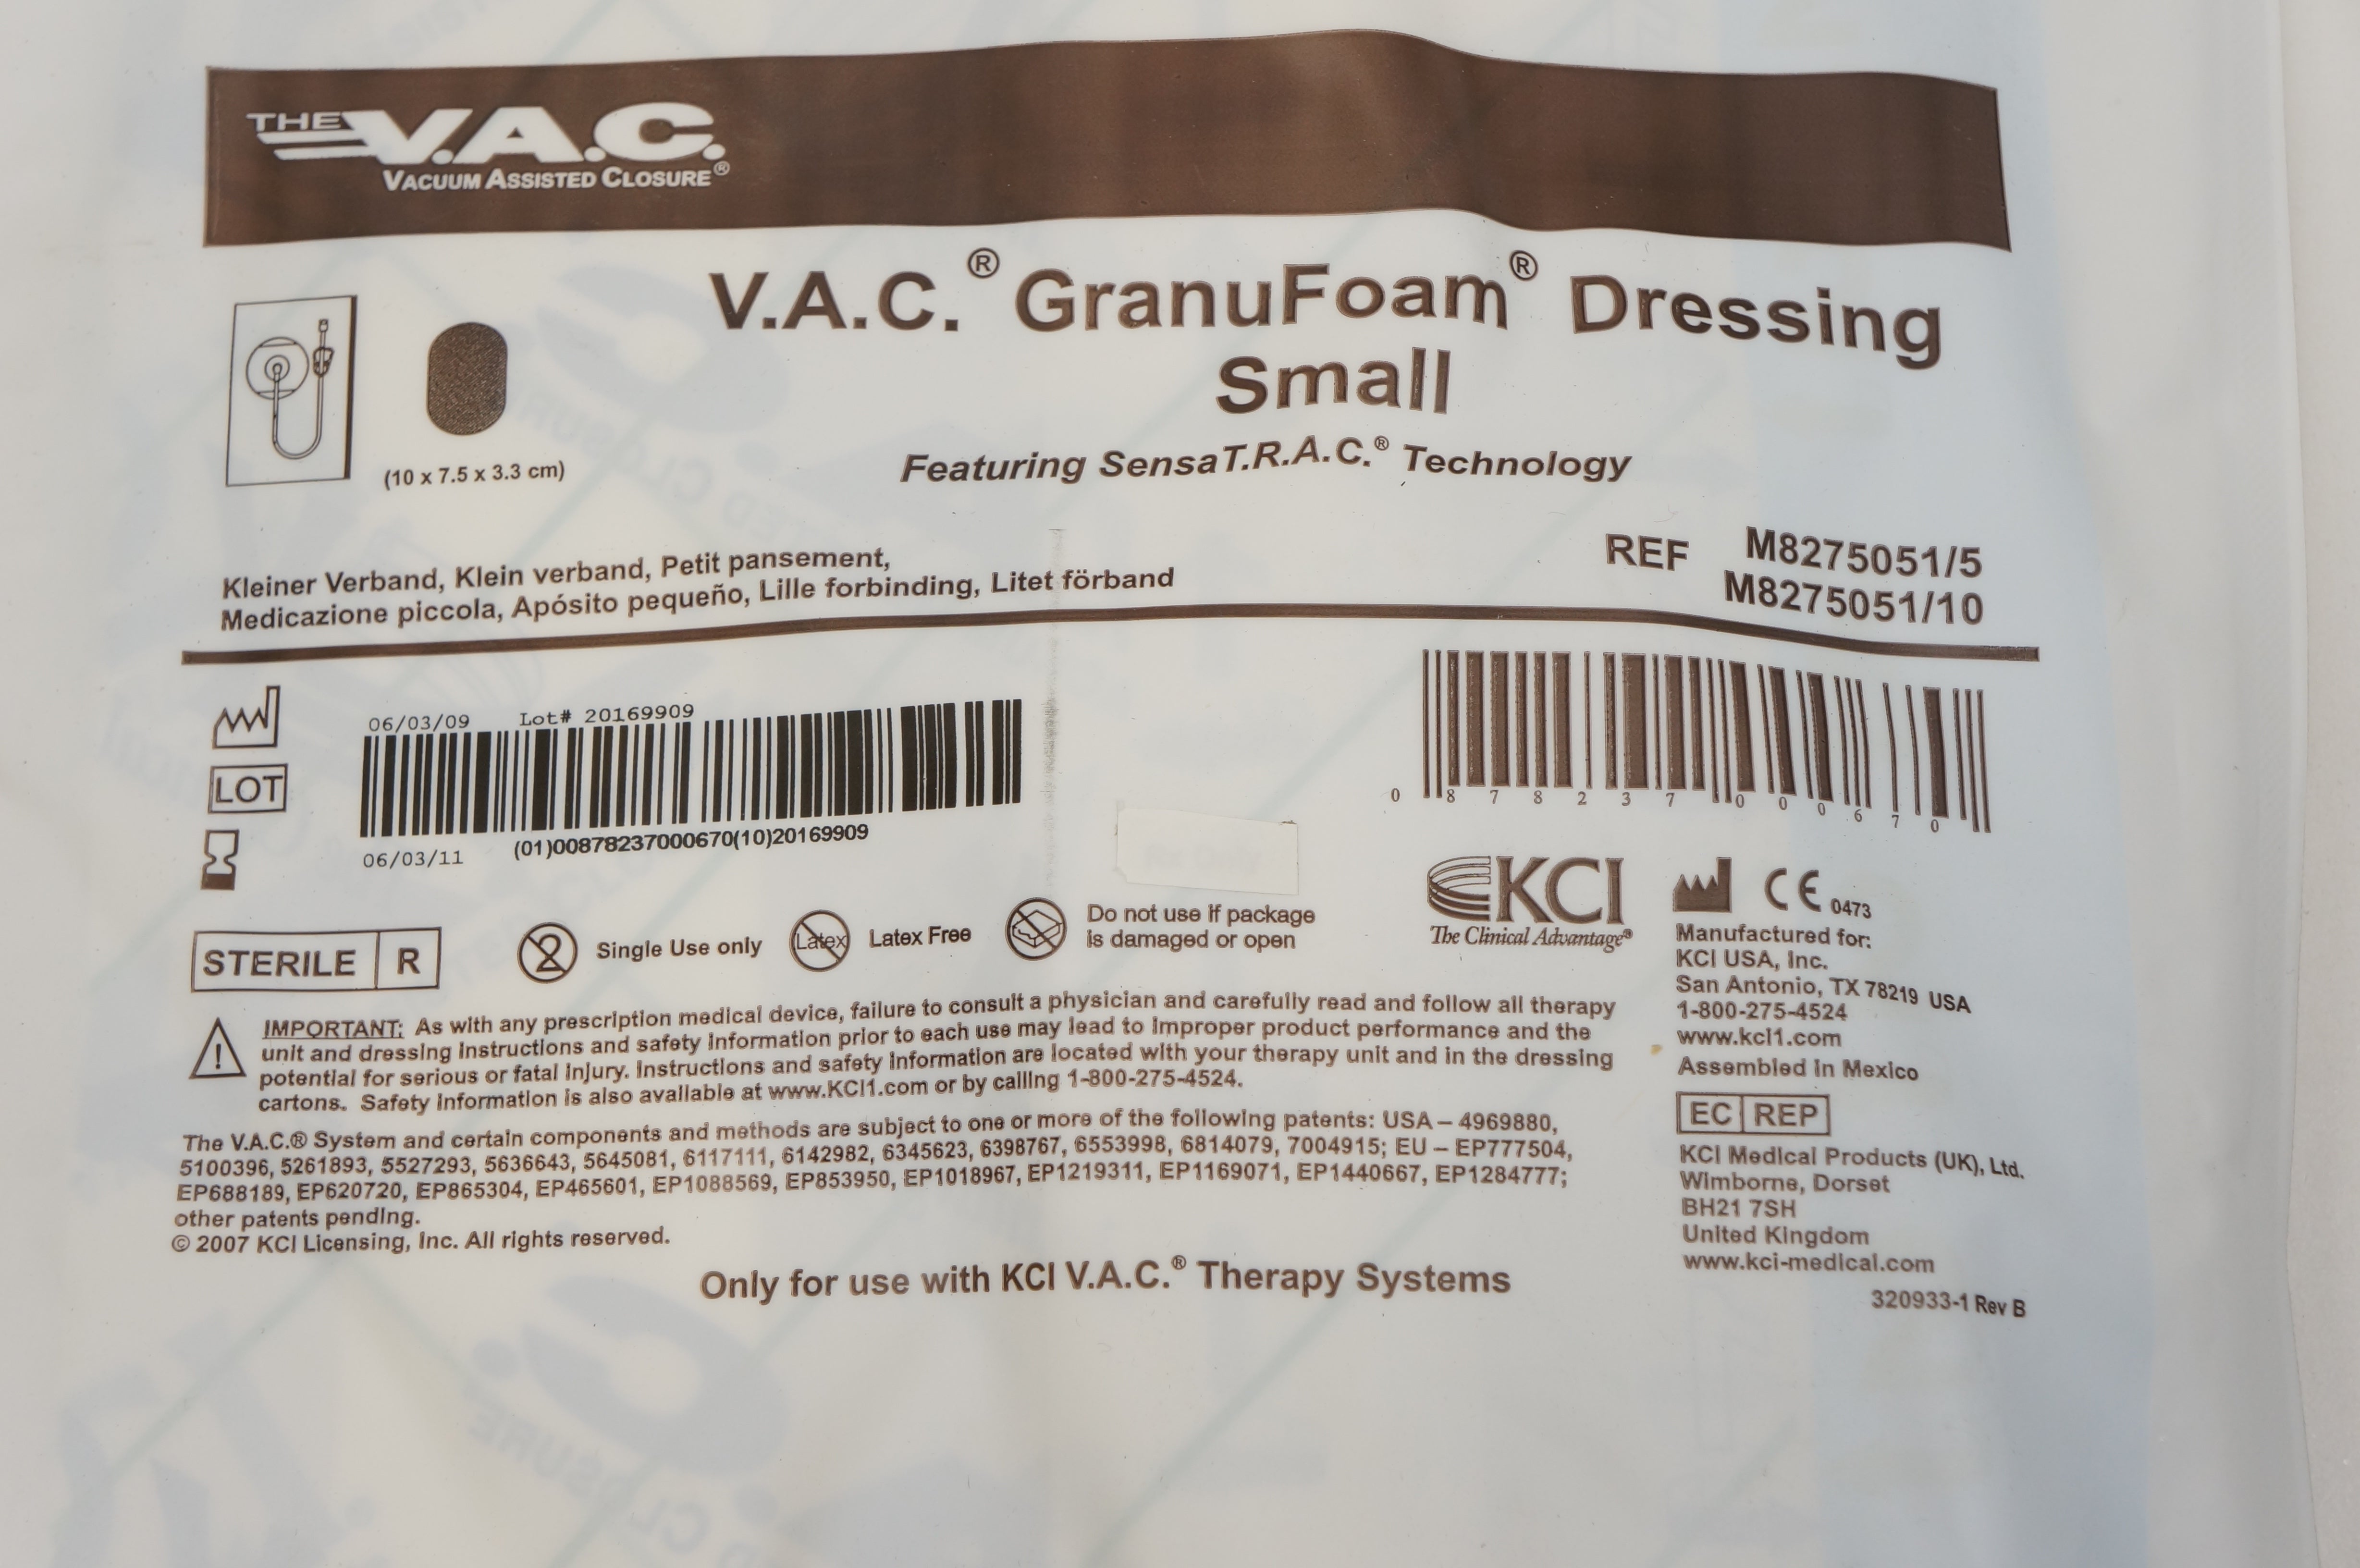 THE V.A.C.
VACUUM ASSISTED CLOSURE®
V.A.C.® GranuFoam® Dressing
Small
Featuring SensaT.R.A.C.® Technology
(10 x 7.5 x 3.3 cm)
Kleiner Verband, Klein verband, Petit pansement,
Medicazione piccola, Apósito pequeño, Lille forbinding, Litet förband
REF M8275051/5
M8275051/10
06/03/09 Lot# 20169909
LOT
06/03/11 (01)00878237000670(10)20169909
0 87823700067 0
STERILE R
2 Single Use only
Latex Latex Free
Do not use if package
is damaged or open
KCI
The Clinical Advantage®
CE 0473
Manufactured for:
KCI USA, Inc.
San Antonio, TX 78219 USA
1-800-275-4524
www.kci1.com
Assembled in Mexico
EC REP
KCI Medical Products (UK), Ltd.
Wimborne, Dorset
BH21 7SH
United Kingdom
www.kci-medical.com
320933-1 Rev B
! IMPORTANT: As with any prescription medical device, failure to consult a physician and carefully read and follow all therapy
unit and dressing instructions and safety information prior to each use may lead to improper product performance and the
potential for serious or fatal injury. Instructions and safety information are located with your therapy unit and in the dressing
cartons. Safety information is also available at www.KCI1.com or by calling 1-800-275-4524.
The V.A.C.® System and certain components and methods are subject to one or more of the following patents: USA – 4969880,
5100396, 5261893, 5527293, 5636643, 5645081, 6117111, 6142982, 6345623, 6398767, 6553998, 6814079, 7004915; EU – EP777504,
EP688189, EP620720, EP865304, EP465601, EP1088569, EP853950, EP1018967, EP1219311, EP1169071, EP1440667, EP1284777;
other patents pending.
© 2007 KCI Licensing, Inc. All rights reserved.
Only for use with KCI V.A.C.® Therapy Systems